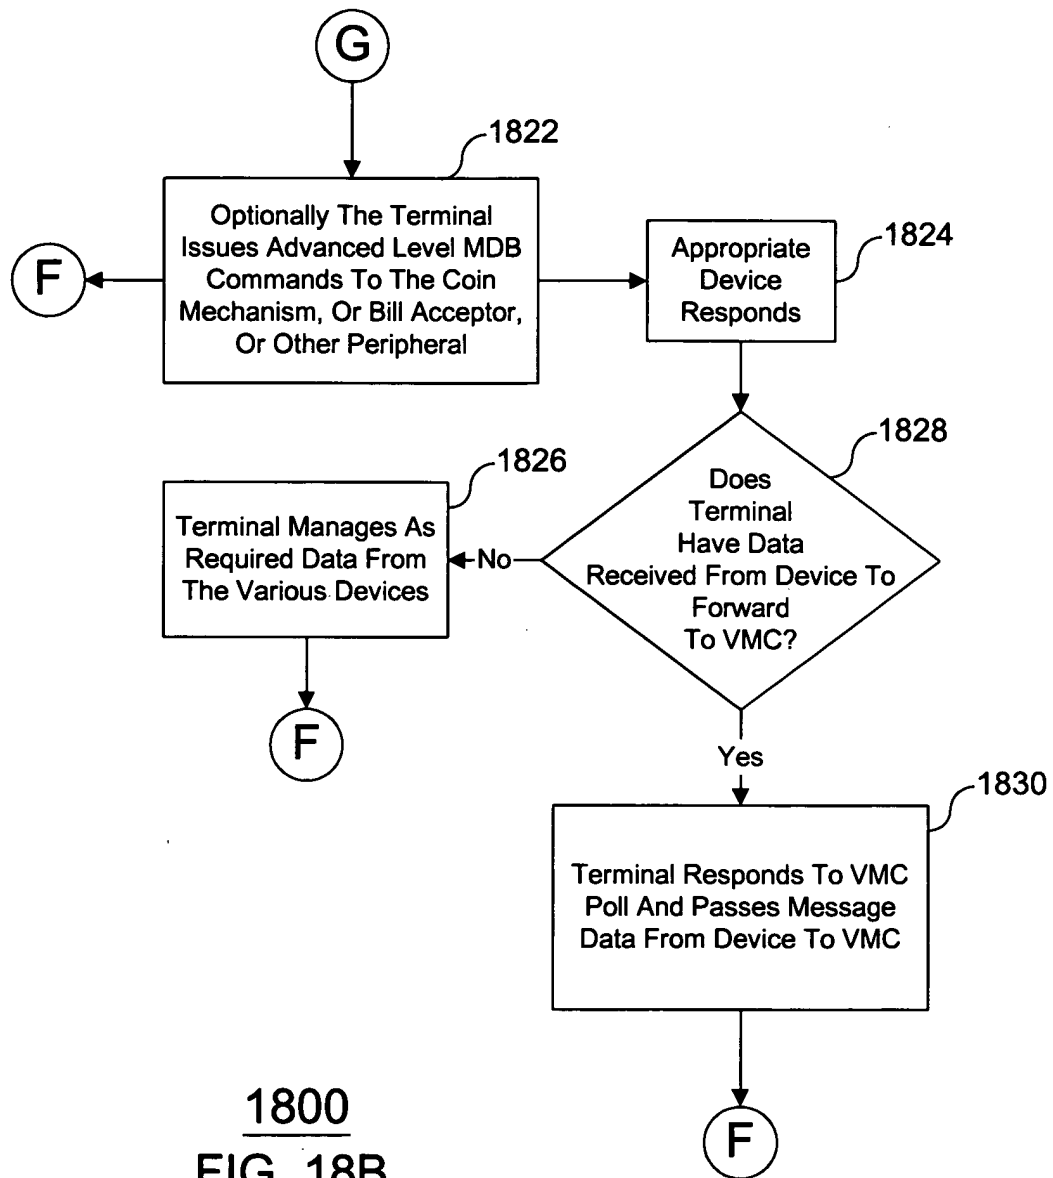 G
1822
Optionally The Terminal
Issues Advanced Level MDB
Commands To The Coin
Mechanism, Or Bill Acceptor,
Or Other Peripheral
F
1824
Appropriate
Device
Responds
1828
Does
Terminal
Have Data
Received From Device To
Forward
To VMC?
No
1826
Terminal Manages As
Required Data From
The Various Devices
F
Yes
1830
Terminal Responds To VMC
Poll And Passes Message
Data From Device To VMC
F
1800
FIG. 18B